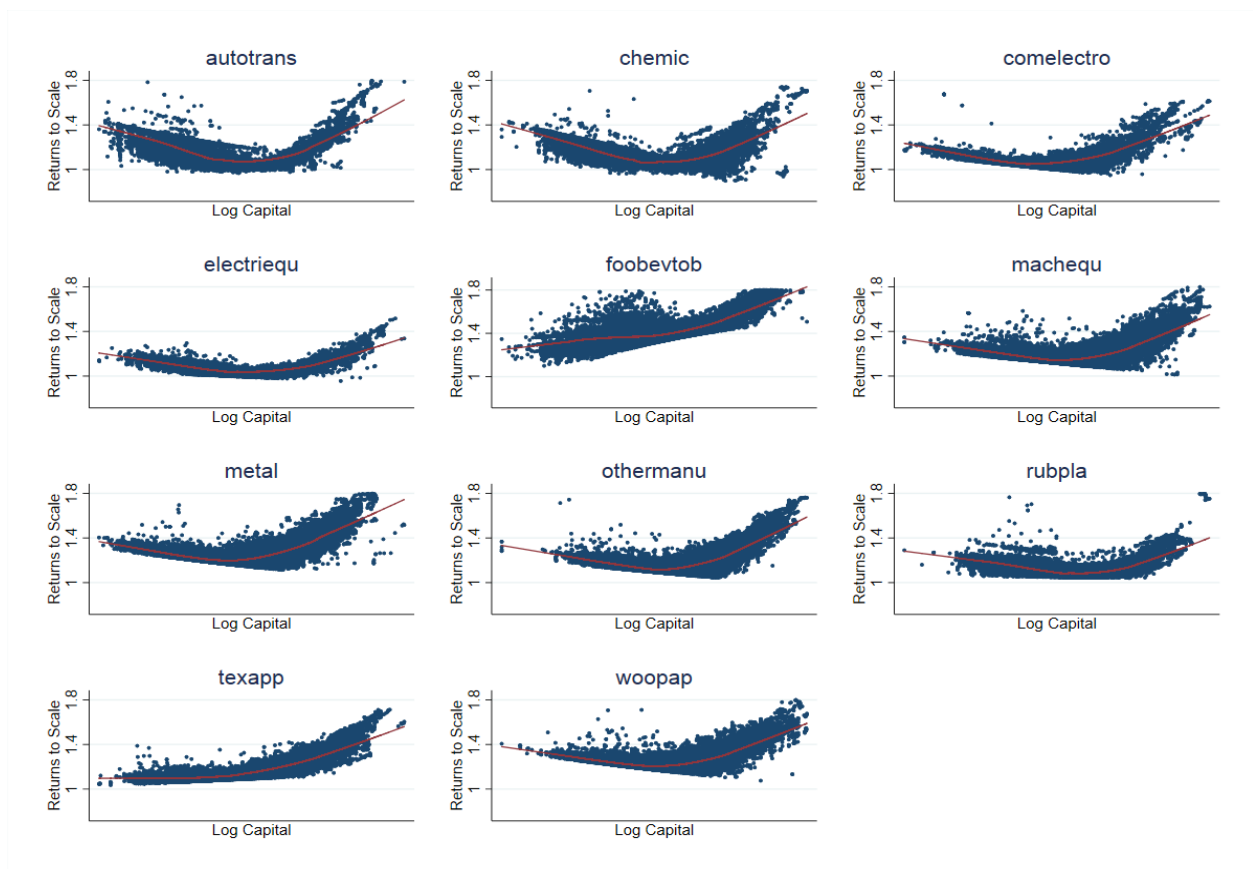 autotrans
Returns to Scale
1 1.4 1.8
Log Capital
chemic
Returns to Scale
1 1.4 1.8
Log Capital
comelectro
Returns to Scale
1 1.4 1.8
Log Capital
electriequ
Returns to Scale
1 1.4 1.8
Log Capital
foobevtob
Returns to Scale
1 1.4 1.8
Log Capital
machequ
Returns to Scale
1 1.4 1.8
Log Capital
metal
Returns to Scale
1 1.4 1.8
Log Capital
othermanu
Returns to Scale
1 1.4 1.8
Log Capital
rubpla
Returns to Scale
1 1.4 1.8
Log Capital
texapp
Returns to Scale
1 1.4 1.8
Log Capital
woopap
Returns to Scale
1 1.4 1.8
Log Capital